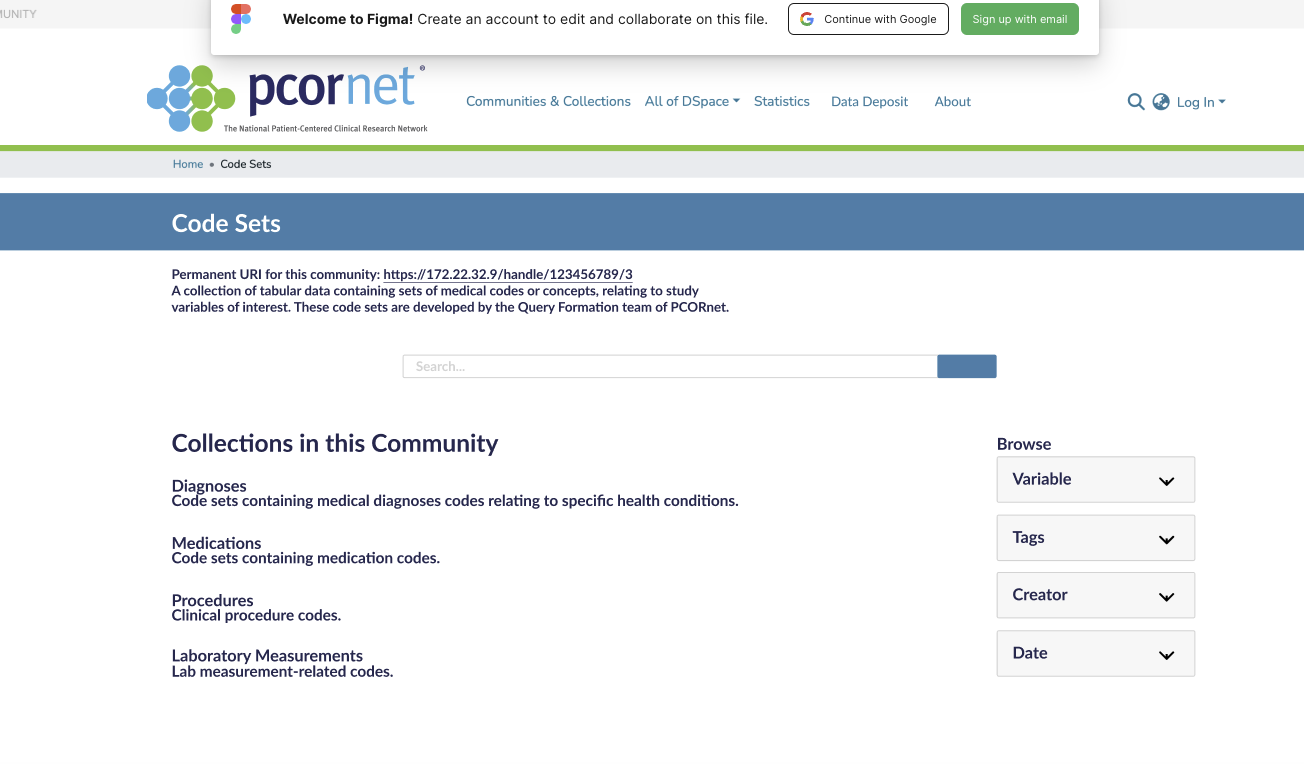 Welcome to Figma! Create an account to edit and collaborate on this file.
Continue with Google
Sign up with email
pcornet®
The National Patient-Centered Clinical Research Network
Communities & Collections
All of DSpace
Statistics
Data Deposit
About
Log In
Home • Code Sets
Code Sets
Permanent URI for this community: https://172.22.32.9/handle/123456789/3
A collection of tabular data containing sets of medical codes or concepts, relating to study
variables of interest. These code sets are developed by the Query Formation team of PCORnet.
Search...
Collections in this Community
Diagnoses
Code sets containing medical diagnoses codes relating to specific health conditions.
Medications
Code sets containing medication codes.
Procedures
Clinical procedure codes.
Laboratory Measurements
Lab measurement-related codes.
Browse
Variable
Tags
Creator
Date